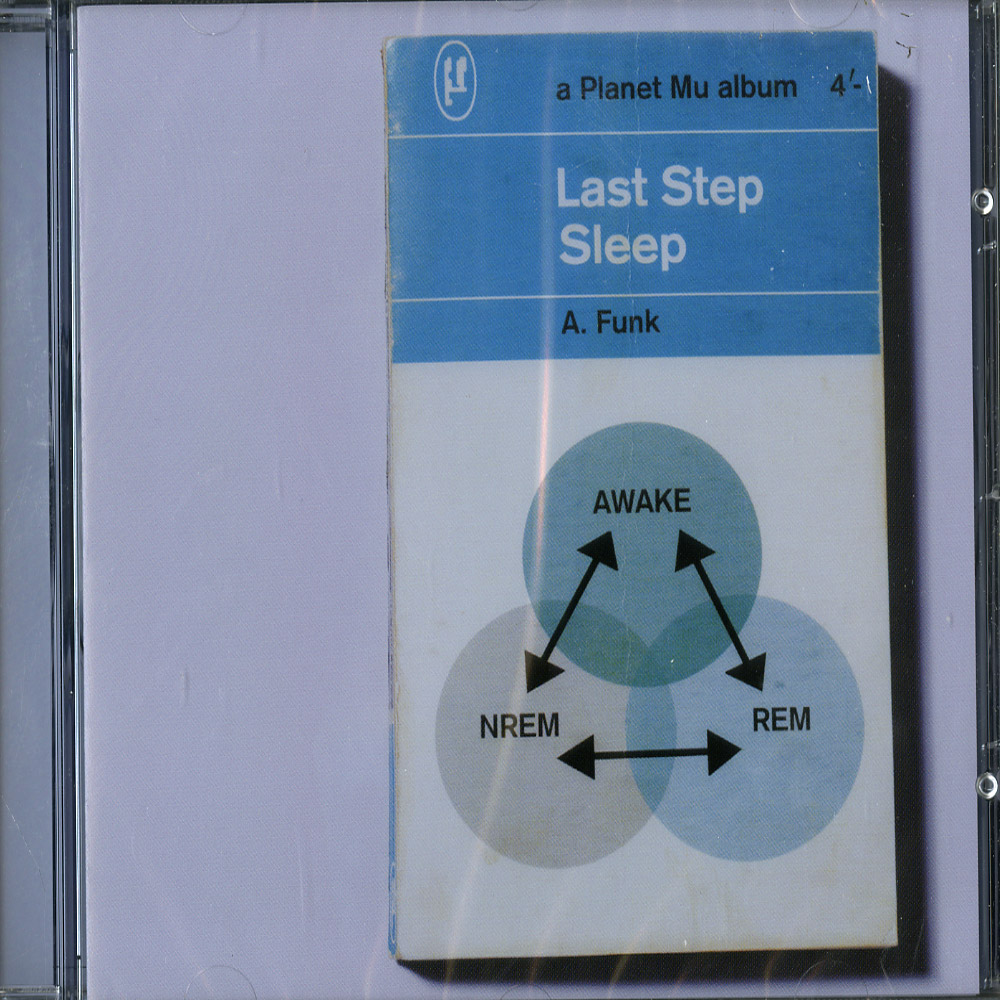 a Planet Mu album 4/-
Last Step
Sleep
A. Funk
AWAKE
NREM
REM